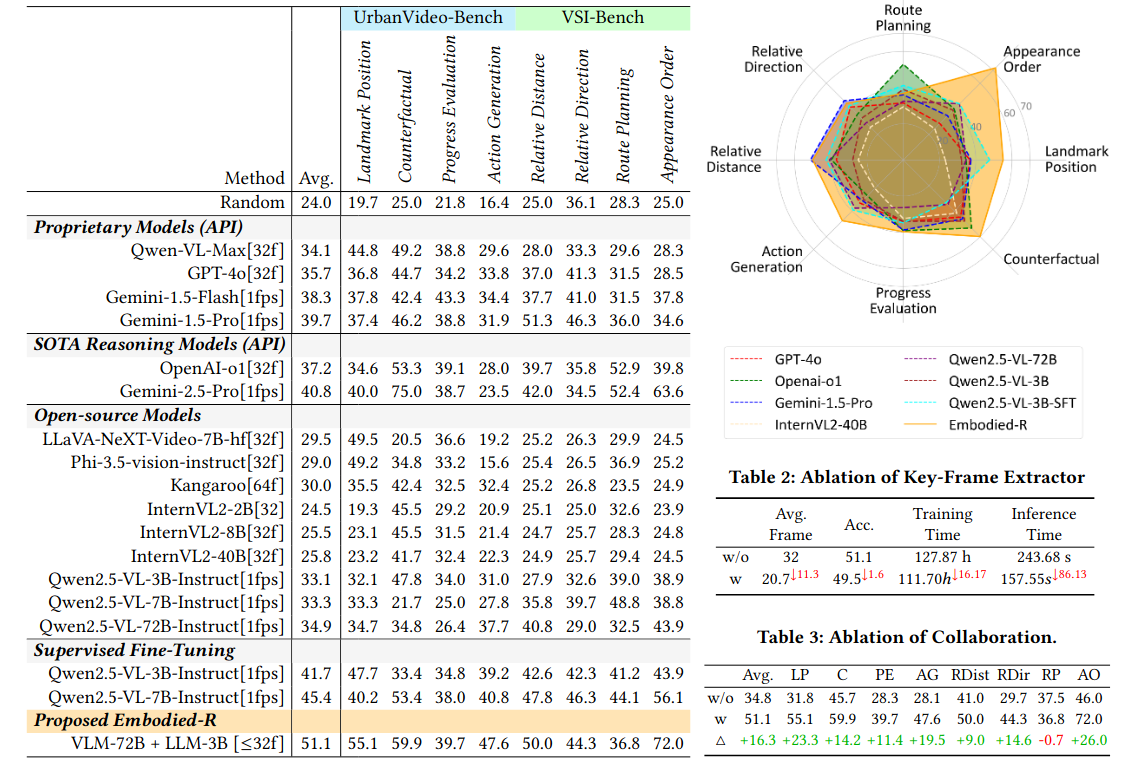 UrbanVideo-Bench VSI-Bench
Method Avg. Landmark Position Counterfactual Progress Evaluation Action Generation Relative Distance Relative Direction Route Planning Appearance Order
Random 24.0 19.7 25.0 21.8 16.4 25.0 36.1 28.3 25.0
Proprietary Models (API)
Qwen-VL-Max[32f] 34.1 44.8 49.2 38.8 29.6 28.0 33.3 29.6 28.3
GPT-4o[32f] 35.7 36.8 44.7 34.2 33.8 37.0 41.3 31.5 28.5
Gemini-1.5-Flash[1fps] 38.3 37.8 42.4 43.3 34.4 37.7 41.0 31.5 37.8
Gemini-1.5-Pro[1fps] 39.7 37.4 46.2 38.8 31.9 51.3 46.3 36.0 34.6
SOTA Reasoning Models (API)
OpenAI-o1[32f] 37.2 34.6 53.3 39.1 28.0 39.7 35.8 52.9 39.8
Gemini-2.5-Pro[1fps] 40.8 40.0 75.0 38.7 23.5 42.0 34.5 52.4 63.6
Open-source Models
LLaVA-NeXT-Video-7B-hf[32f] 29.5 49.5 20.5 36.6 19.2 25.2 26.3 29.9 24.5
Phi-3.5-vision-instruct[32f] 29.0 49.2 34.8 33.2 15.6 25.4 26.5 36.9 25.2
Kangaroo[64f] 30.0 35.5 42.4 32.5 32.4 25.2 26.8 23.5 24.9
InternVL2-2B[32] 24.5 19.3 45.5 29.2 20.9 25.1 25.0 32.6 23.9
InternVL2-8B[32f] 25.5 23.1 45.5 31.5 21.4 24.7 25.7 28.3 24.8
InternVL2-40B[32f] 25.8 23.2 41.7 32.4 22.3 24.9 25.7 29.4 24.5
Qwen2.5-VL-3B-Instruct[1fps] 33.1 32.1 47.8 34.0 31.0 27.9 32.6 39.0 38.9
Qwen2.5-VL-7B-Instruct[1fps] 33.3 33.3 21.7 25.0 27.8 35.8 39.7 48.8 38.8
Qwen2.5-VL-72B-Instruct[1fps] 34.9 34.7 34.8 26.4 37.7 40.8 29.0 32.5 43.9
Supervised Fine-Tuning
Qwen2.5-VL-3B-Instruct[1fps] 41.7 47.7 33.4 34.8 39.2 42.6 42.3 41.2 43.9
Qwen2.5-VL-7B-Instruct[1fps] 45.4 40.2 53.4 38.0 40.8 47.8 46.3 44.1 56.1
Proposed Embodied-R
VLM-72B + LLM-3B [≤32f] 51.1 55.1 59.9 39.7 47.6 50.0 44.3 36.8 72.0
Route
Planning
Relative
Direction
Appearance
Order
70
60
40
Relative
Distance
Landmark
Position
Action
Generation
Counterfactual
Progress
Evaluation
GPT-4o Qwen2.5-VL-72B
Openai-o1 Qwen2.5-VL-3B
Gemini-1.5-Pro Qwen2.5-VL-3B-SFT
InternVL2-40B Embodied-R
Table 2: Ablation of Key-Frame Extractor
Avg. Frame Acc. Training Time Inference Time
w/o 32 51.1 127.87 h 243.68 s
w 20.7↓11.3 49.5↓1.6 111.70h↓16.17 157.55s↓86.13
Table 3: Ablation of Collaboration.
Avg. LP C PE AG RDist RDir RP AO
w/o 34.8 31.8 45.7 28.3 28.1 41.0 29.7 37.5 46.0
w 51.1 55.1 59.9 39.7 47.6 50.0 44.3 36.8 72.0
△ +16.3 +23.3 +14.2 +11.4 +19.5 +9.0 +14.6 -0.7 +26.0